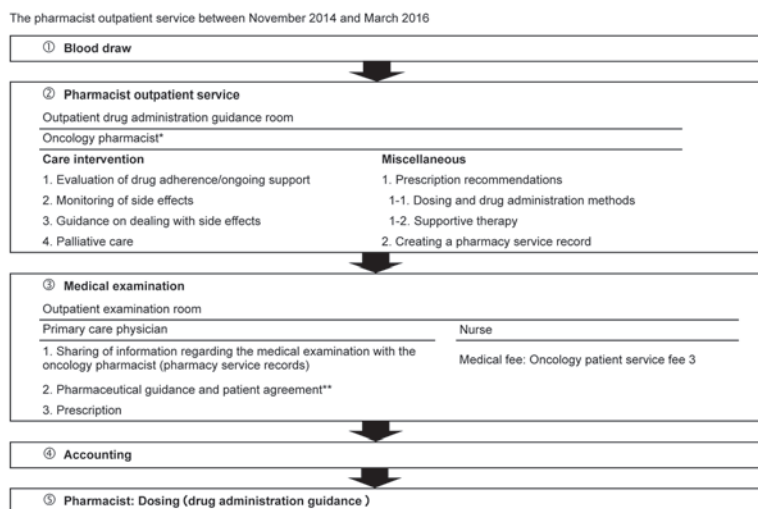 The pharmacist outpatient service between November 2014 and March 2016
① Blood draw
② Pharmacist outpatient service
Outpatient drug administration guidance room
Oncology pharmacist*
Care intervention
1. Evaluation of drug adherence/ongoing support
2. Monitoring of side effects
3. Guidance on dealing with side effects
4. Palliative care
Miscellaneous
1. Prescription recommendations
1-1. Dosing and drug administration methods
1-2. Supportive therapy
2. Creating a pharmacy service record
③ Medical examination
Outpatient examination room
Primary care physician
1. Sharing of information regarding the medical examination with the
oncology pharmacist (pharmacy service records)
2. Pharmaceutical guidance and patient agreement**
3. Prescription
Nurse
Medical fee: Oncology patient service fee 3
④ Accounting
⑤ Pharmacist: Dosing (drug administration guidance )